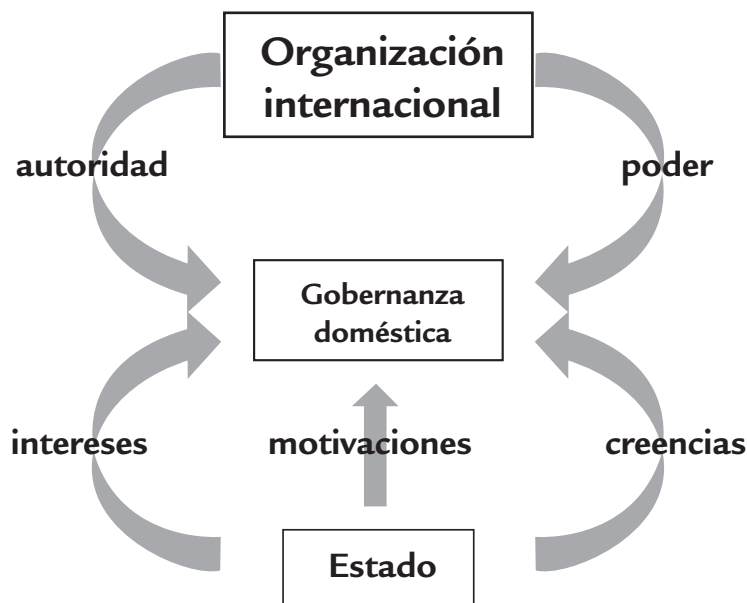 Organización
internacional
autoridad
poder
Gobernanza
doméstica
intereses
motivaciones
creencias
Estado